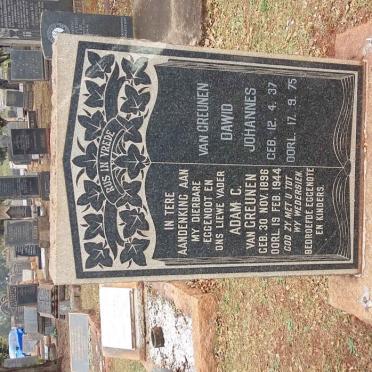 RUS IN VREDE
IN TERE
AANDENKING AAN
MY DIERBARE
EGGENOOT EN
ONS LIEWE VADER
ADAM C.
VAN GREUNEN
GEB. 30 NOV. 1896
OORL. 19 FEB. 1944
GOD ZY MET U TOT
WY WEDERSIEN.
BEDROEFDE EGGENOTE
EN KINDERS.
VAN GREUNEN
DAWID
JOHANNES
GEB. 12. 4. 37
OORL. 17. 9. 75